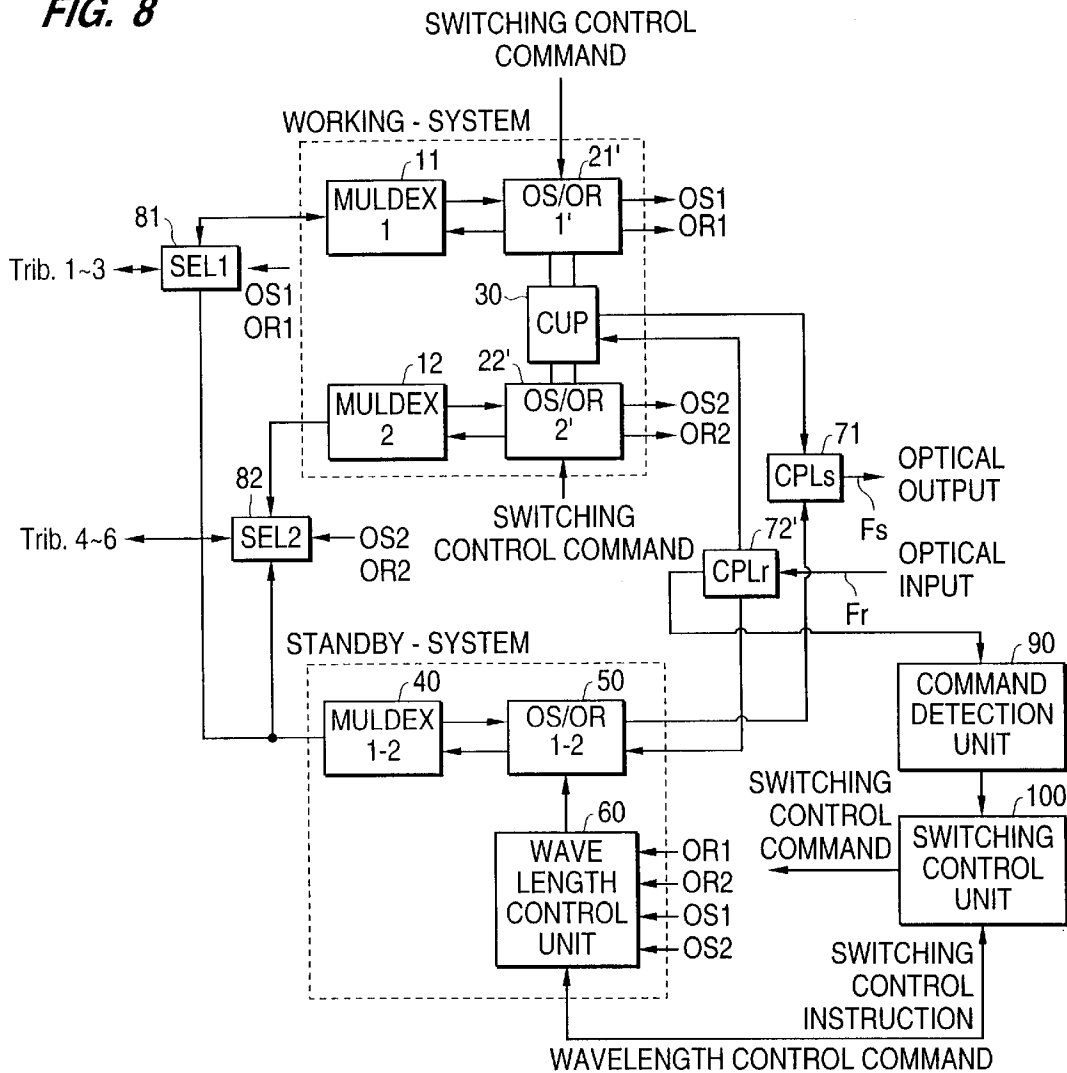 FIG. 8
SWITCHING CONTROL
COMMAND
WORKING - SYSTEM
11
21'
MULDEX
1
OS/OR
1'
OS1
OR1
81
SEL1
Trib. 1~3
OS1
OR1
30
CUP
12
22'
MULDEX
2
OS/OR
2'
OS2
OR2
71
CPLs
OPTICAL
OUTPUT
Fs
82
SEL2
Trib. 4~6
OS2
OR2
SWITCHING
CONTROL COMMAND
72'
CPLr
OPTICAL
INPUT
Fr
STANDBY - SYSTEM
40
50
MULDEX
1-2
OS/OR
1-2
90
COMMAND
DETECTION
UNIT
SWITCHING
CONTROL
COMMAND
100
SWITCHING
CONTROL
UNIT
60
WAVE
LENGTH
CONTROL
UNIT
OR1
OR2
OS1
OS2
SWITCHING
CONTROL
INSTRUCTION
WAVELENGTH CONTROL COMMAND